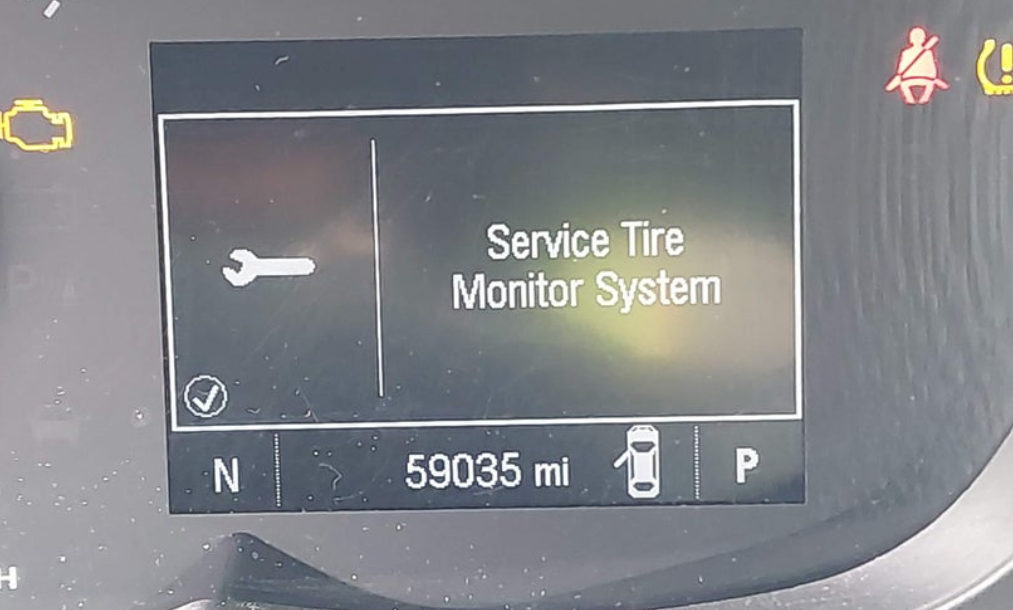 Service Tire
Monitor System
N 59035 mi P
H